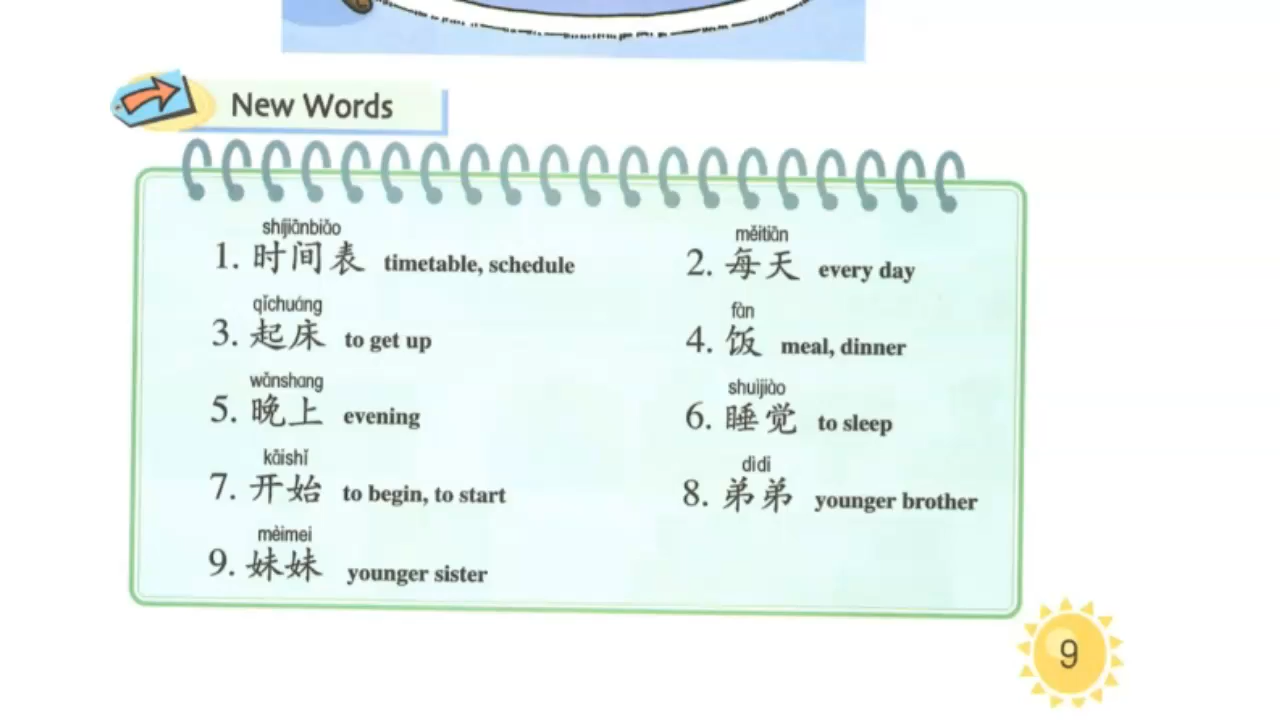 New Words
shíjiānbiǎo
1. 时间表 timetable, schedule
měitiān
2. 每天 every day
qǐchuáng
3. 起床 to get up
fàn
4. 饭 meal, dinner
wǎnshang
5. 晚上 evening
shuìjiào
6. 睡觉 to sleep
kāishǐ
7. 开始 to begin, to start
dìdi
8. 弟弟 younger brother
mèimei
9. 妹妹 younger sister
9